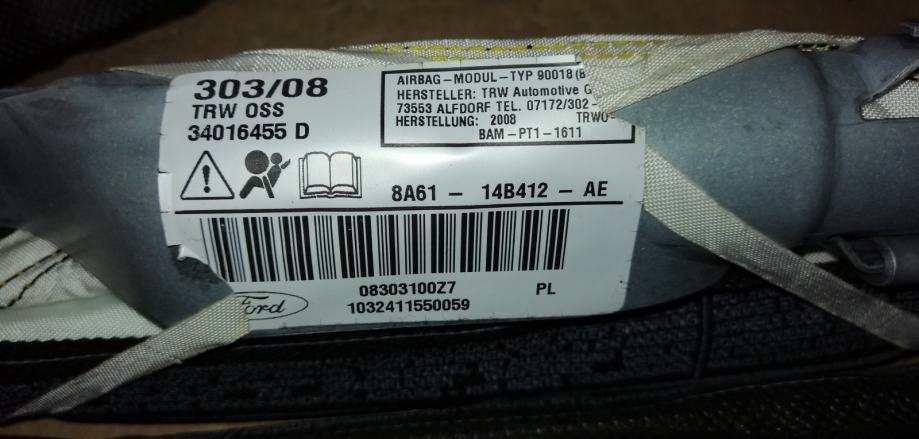 303/08
TRW OSS
34016455 D
AIRBAG-MODUL-TYP 90018 (B
HERSTELLER: TRW Automotive G
73553 ALFDORF TEL. 07172/302-
HERSTELLUNG: 2008 TRWO-
BAM-PT1-1611
8A61 - 14B412 - AE
08303100Z7 PL
1032411550059
Ford